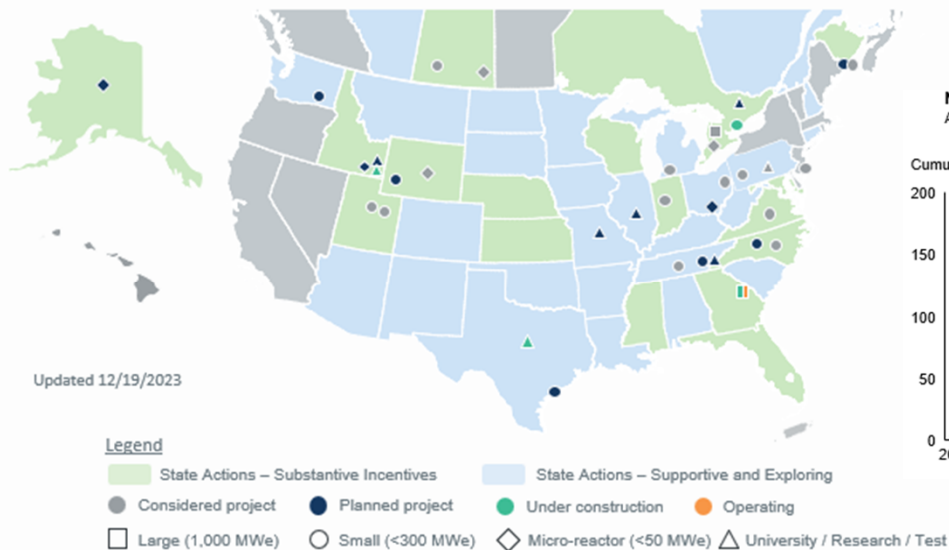 Cumu
200
150
100
50
0
20
Updated 12/19/2023
Legend
State Actions – Substantive Incentives
State Actions – Supportive and Exploring
Considered project
Planned project
Under construction
Operating
Large (1,000 MWe)
Small (<300 MWe)
Micro-reactor (<50 MWe)
University / Research / Test